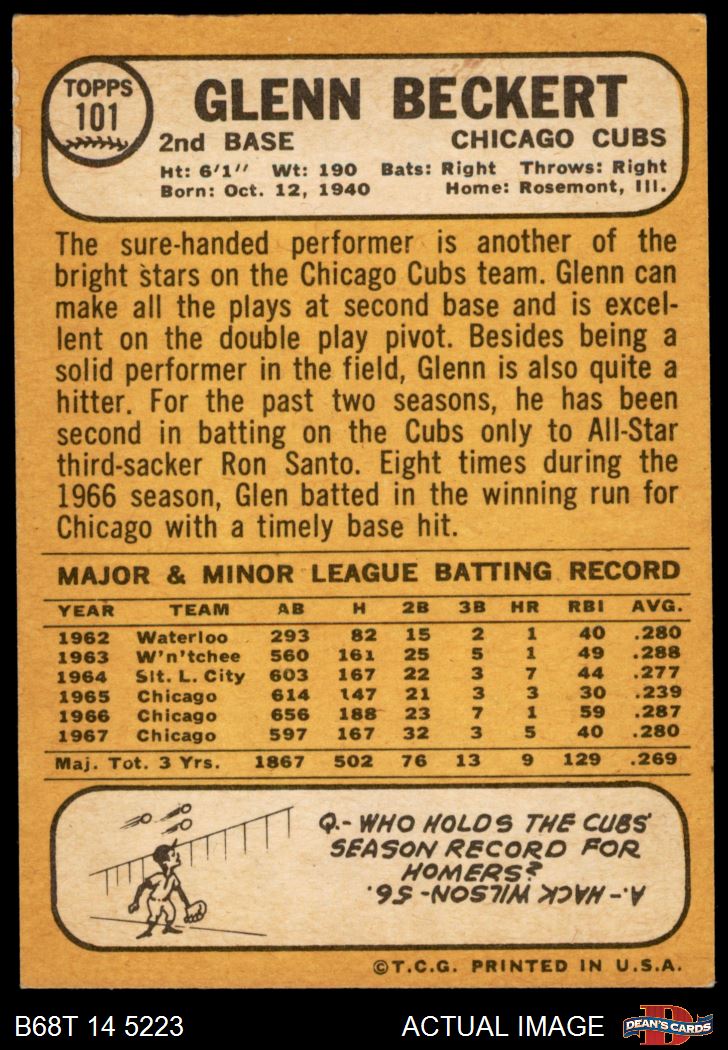 TOPPS
101
GLENN BECKERT
2nd BASE CHICAGO CUBS
Ht: 6'1'' Wt: 190 Bats: Right Throws: Right
Born: Oct. 12, 1940 Home: Rosemont, Ill.
The sure-handed performer is another of the
bright stars on the Chicago Cubs team. Glenn can
make all the plays at second base and is excel-
lent on the double play pivot. Besides being a
solid performer in the field, Glenn is also quite a
hitter. For the past two seasons, he has been
second in batting on the Cubs only to All-Star
third-sacker Ron Santo. Eight times during the
1966 season, Glen batted in the winning run for
Chicago with a timely base hit.
MAJOR & MINOR LEAGUE BATTING RECORD
YEAR TEAM AB H 2B 3B HR RBI AVG.
1962 Waterloo 293 82 15 2 1 40 .280
1963 W'n'tchee 560 161 25 5 1 49 .288
1964 Slt. L. City 603 167 22 3 7 44 .277
1965 Chicago 614 147 21 3 3 30 .239
1966 Chicago 656 188 23 7 1 59 .287
1967 Chicago 597 167 32 3 5 40 .280
Maj. Tot. 3 Yrs. 1867 502 76 13 9 129 .269
Q.- WHO HOLDS THE CUBS'
SEASON RECORD FOR
HOMERS?
A.- HACK WILSON- 56.
©T.C.G. PRINTED IN U.S.A.
B68T 14 5223 ACTUAL IMAGE
D
DEAN'S CARDS